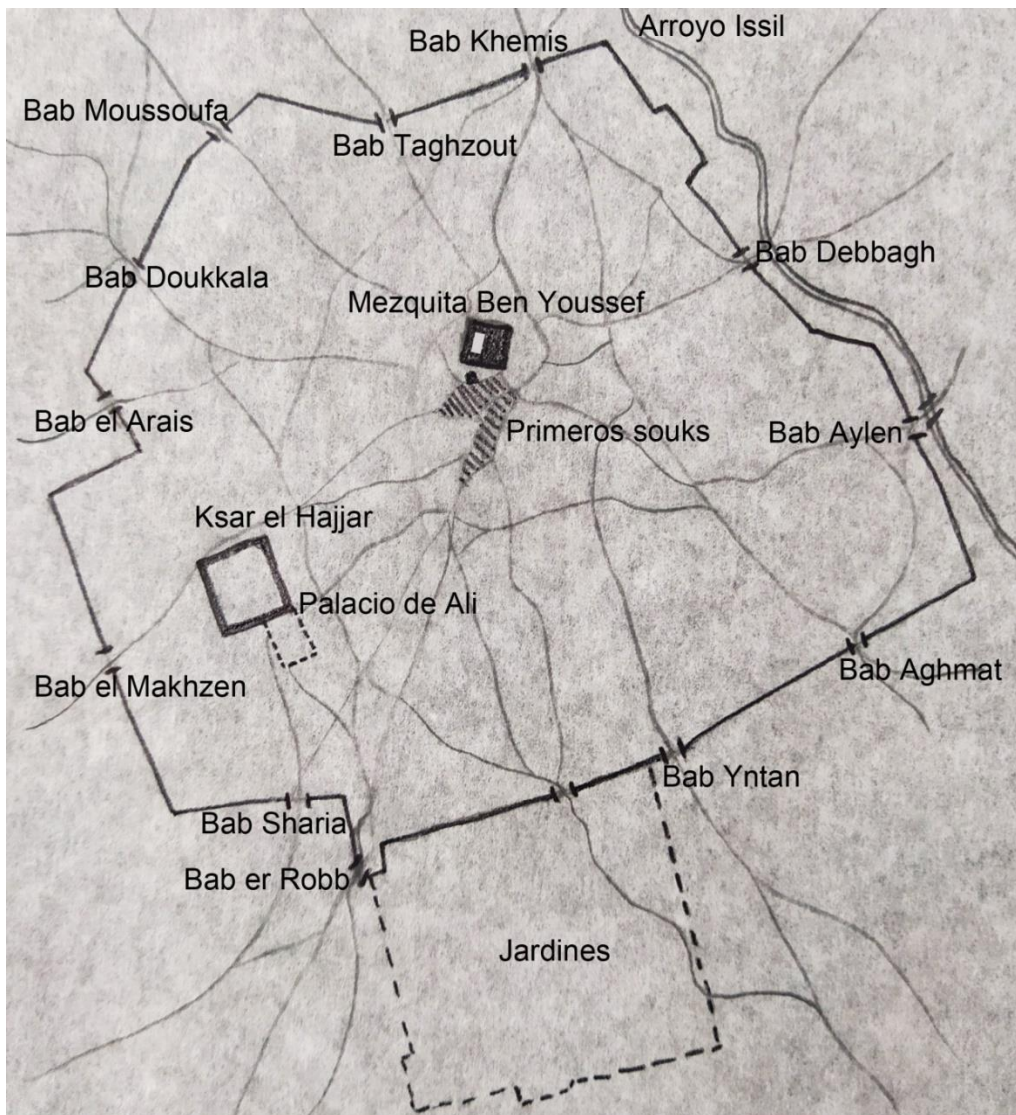 Arroyo Issil
Bab Khemis
Bab Moussoufa
Bab Taghzout
Bab Debbagh
Bab Doukkala
Mezquita Ben Youssef
Bab el Arais
Primeros souks
Bab Aylen
Ksar el Hajjar
Palacio de Ali
Bab el Makhzen
Bab Aghmat
Bab Yntan
Bab Sharia
Bab er Robb
Jardines